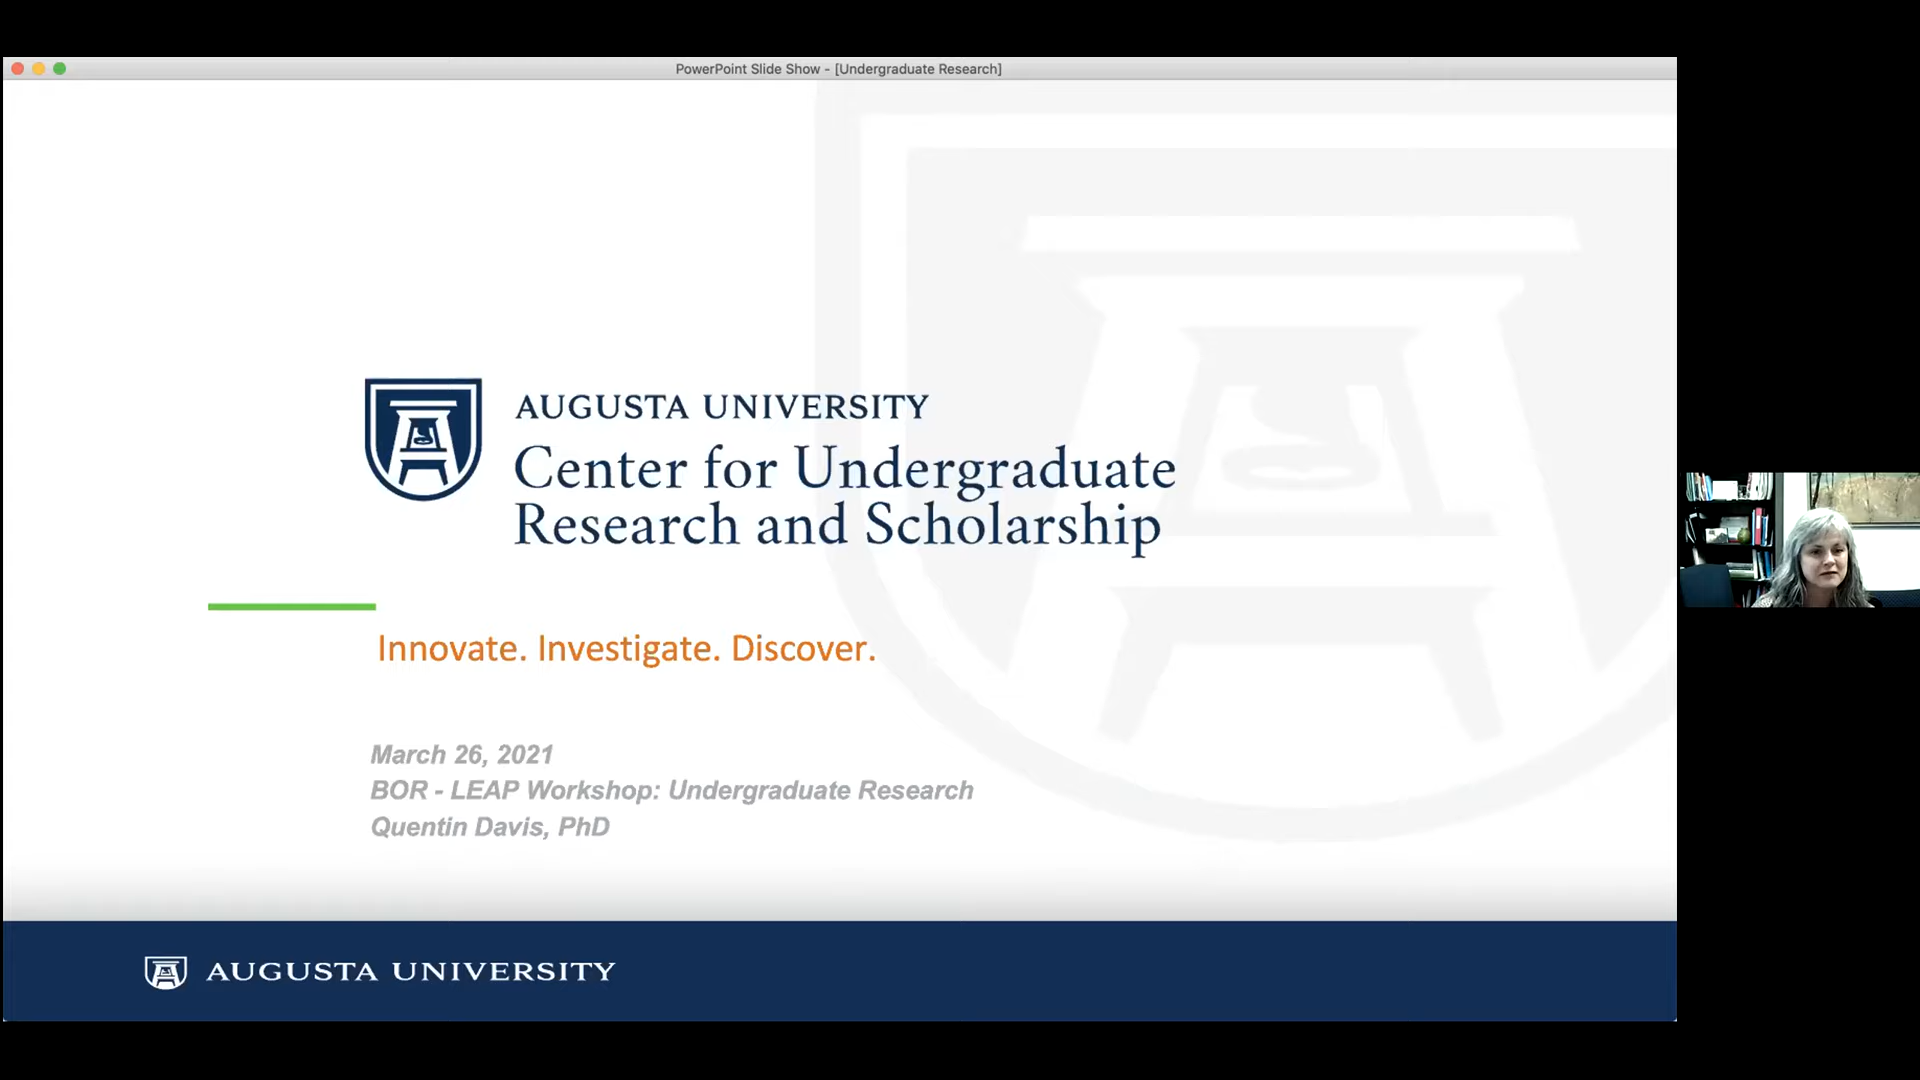 PowerPoint Slide Show - [Undergraduate Research]
AUGUSTA UNIVERSITY
Center for Undergraduate
Research and Scholarship
Innovate. Investigate. Discover.
March 26, 2021
BOR - LEAP Workshop: Undergraduate Research
Quentin Davis, PhD
AUGUSTA UNIVERSITY